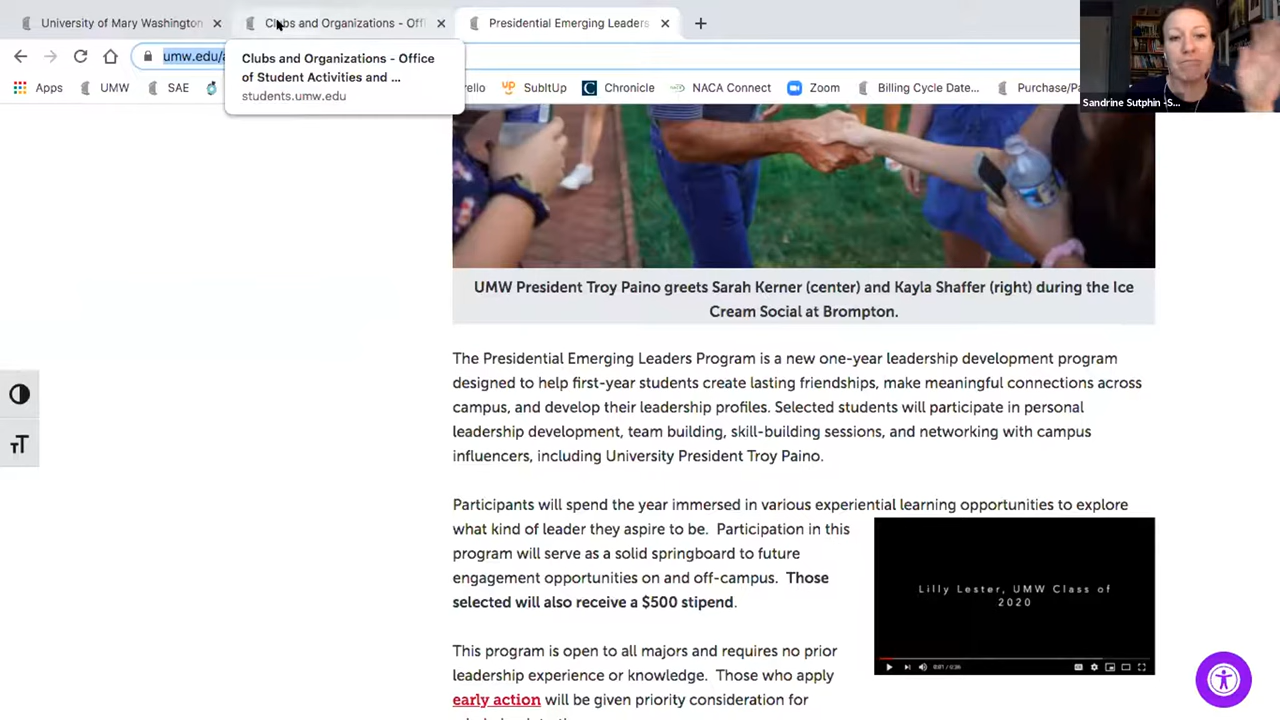 University of Mary Washington
Clubs and Organizations - Offi
Presidential Emerging Leaders
umw.edu/a
Clubs and Organizations - Office
of Student Activities and ...
students.umw.edu
Apps
UMW
SAE
ello
SubItUp
Chronicle
NACA Connect
Zoom
Billing Cycle Date...
Purchase/Pa
Sandrine Sutphin -S...
UMW President Troy Paino greets Sarah Kerner (center) and Kayla Shaffer (right) during the Ice
Cream Social at Brompton.
The Presidential Emerging Leaders Program is a new one-year leadership development program
designed to help first-year students create lasting friendships, make meaningful connections across
campus, and develop their leadership profiles. Selected students will participate in personal
leadership development, team building, skill-building sessions, and networking with campus
influencers, including University President Troy Paino.
Participants will spend the year immersed in various experiential learning opportunities to explore
what kind of leader they aspire to be. Participation in this
program will serve as a solid springboard to future
engagement opportunities on and off-campus. Those
selected will also receive a $500 stipend.
Lilly Lester, UMW Class of
2020
0:01 / 0:36
This program is open to all majors and requires no prior
leadership experience or knowledge. Those who apply
early action will be given priority consideration for